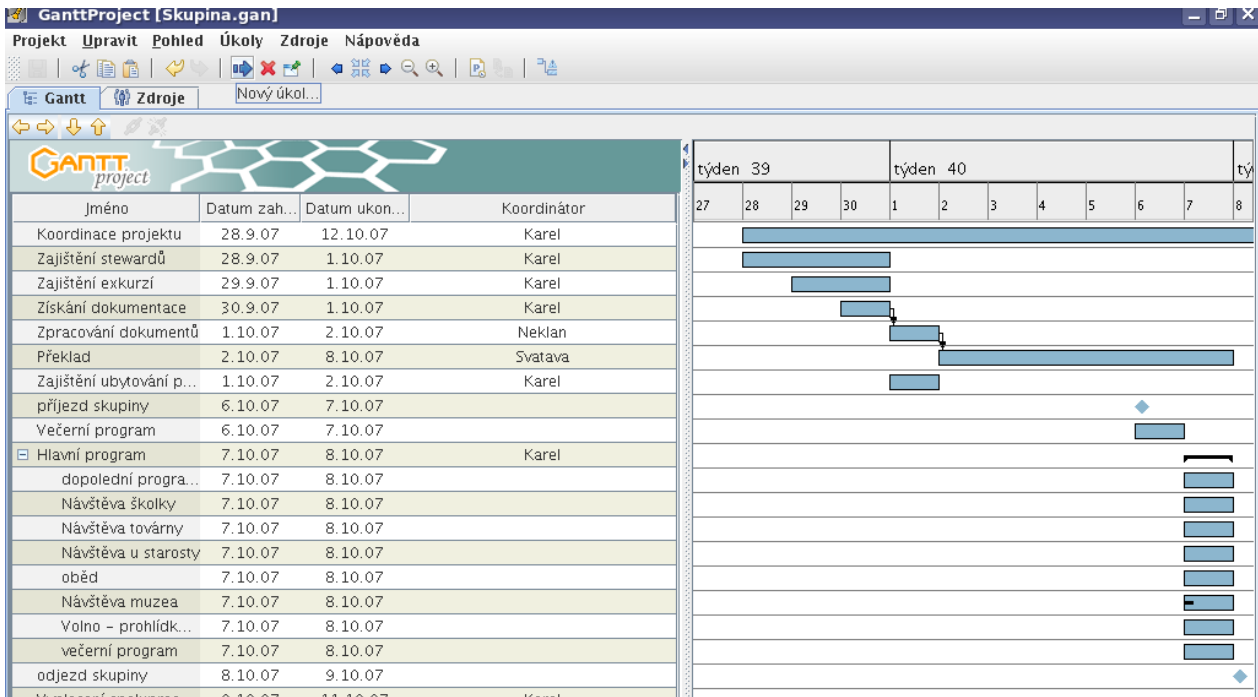 GanttProject [Skupina.gan]
Projekt Upravit Pohled Úkoly Zdroje Nápověda
Gantt Zdroje Nový úkol...
GANTT
project
týden 39 týden 40 tý
Jméno Datum zah... Datum ukon... Koordinátor 27 28 29 30 1 2 3 4 5 6 7 8
Koordinace projektu 28.9.07 12.10.07 Karel
Zajištění stewardů 28.9.07 1.10.07 Karel
Zajištění exkurzí 29.9.07 1.10.07 Karel
Získání dokumentace 30.9.07 1.10.07 Karel
Zpracování dokumentů 1.10.07 2.10.07 Neklan
Překlad 2.10.07 8.10.07 Svatava
Zajištění ubytování p... 1.10.07 2.10.07 Karel
příjezd skupiny 6.10.07 7.10.07
Večerní program 6.10.07 7.10.07
Hlavní program 7.10.07 8.10.07 Karel
dopolední progra... 7.10.07 8.10.07
Návštěva školky 7.10.07 8.10.07
Návštěva továrny 7.10.07 8.10.07
Návštěva u starosty 7.10.07 8.10.07
oběd 7.10.07 8.10.07
Návštěva muzea 7.10.07 8.10.07
Volno – prohlídk... 7.10.07 8.10.07
večerní program 7.10.07 8.10.07
odjezd skupiny 8.10.07 9.10.07